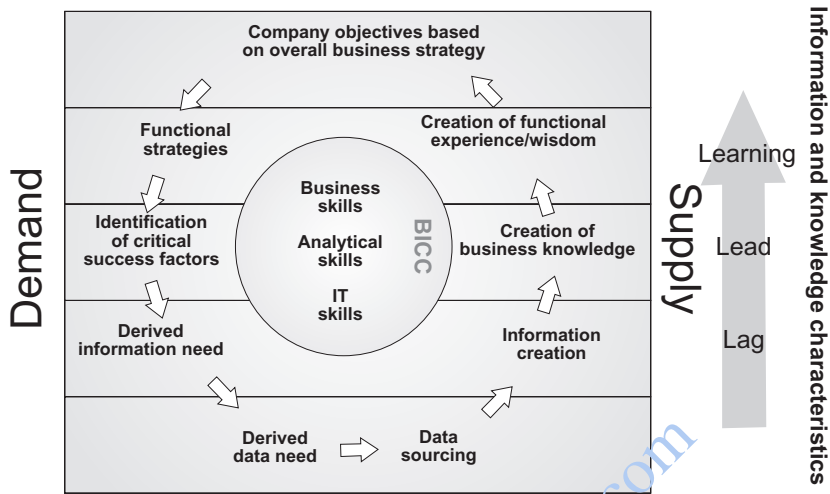 Company objectives based
on overall business strategy
Functional
strategies
Creation of functional
experience/wisdom
Identification
of critical
success factors
Business
skills
Analytical
skills
IT
skills
BICC
Creation of
business knowledge
Derived
information need
Information
creation
Derived
data need
Data
sourcing
Demand
Supply
Learning
Lead
Lag
Information and knowledge characteristics
com